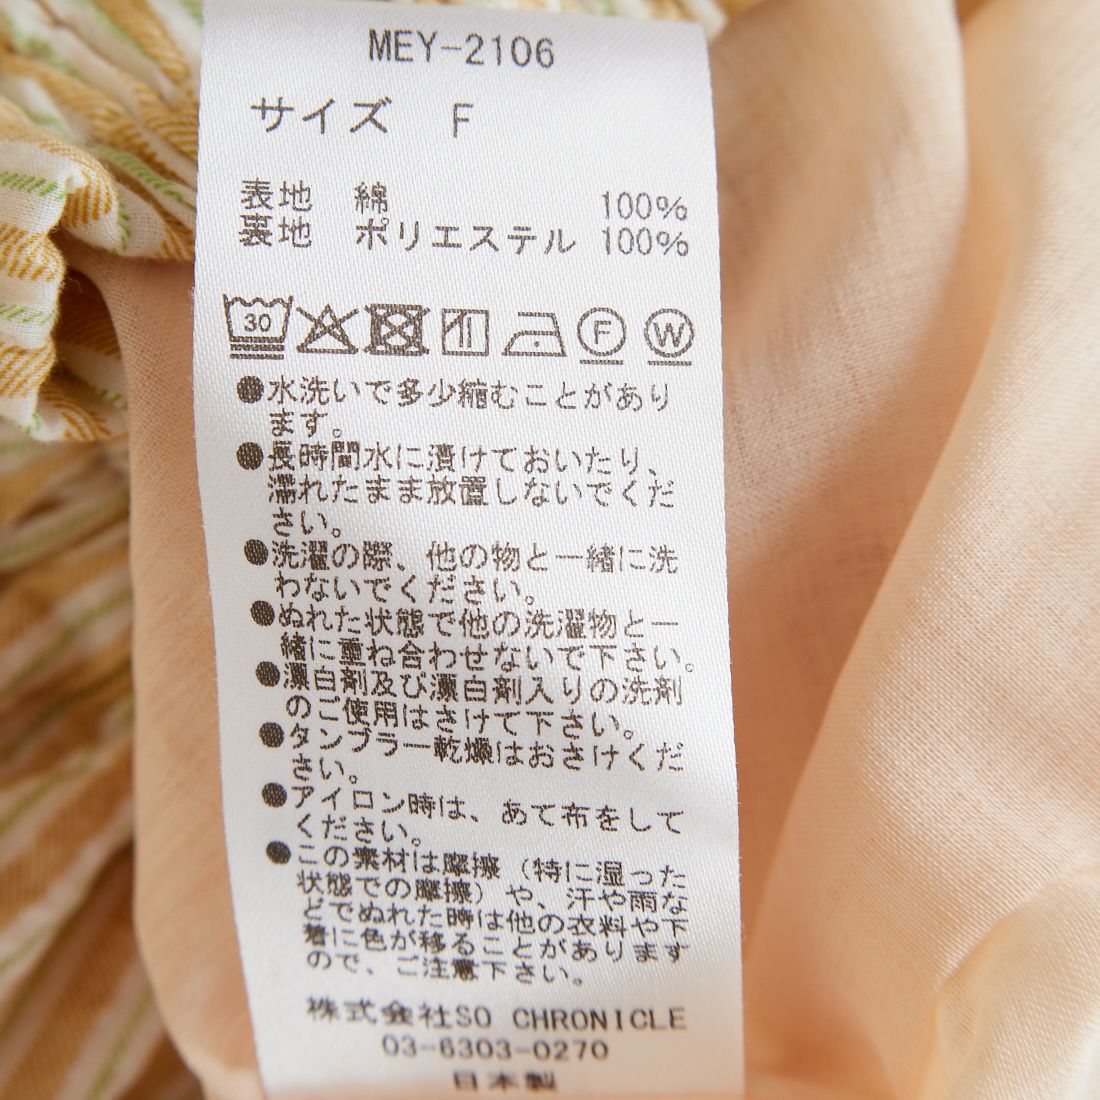 MEY-2106
サイズ F
表地 綿 100%
裏地 ポリエステル 100%
30
F
W
●水洗いで多少縮むことがあり
ます。
●長時間水に漬けておいたり、
濡れたまま放置しないでくだ
さい。
●洗濯の際、他の物と一緒に洗
わないでください。
●ぬれた状態で他の洗濯物と一
緒に重ね合わせないで下さい。
●漂白剤及び漂白剤入りの洗剤
のご使用はさけて下さい。
●タンブラー乾燥はおさけくだ
さい。
●アイロン時は、あて布をして
ください。
●この素材は摩擦(特に湿った
状態での摩擦)や、汗や雨な
どでぬれた時は他の衣料や下
着に色が移ることがあります
ので、ご注意下さい。
株式会社SO CHRONICLE
03-6303-0270
日本製